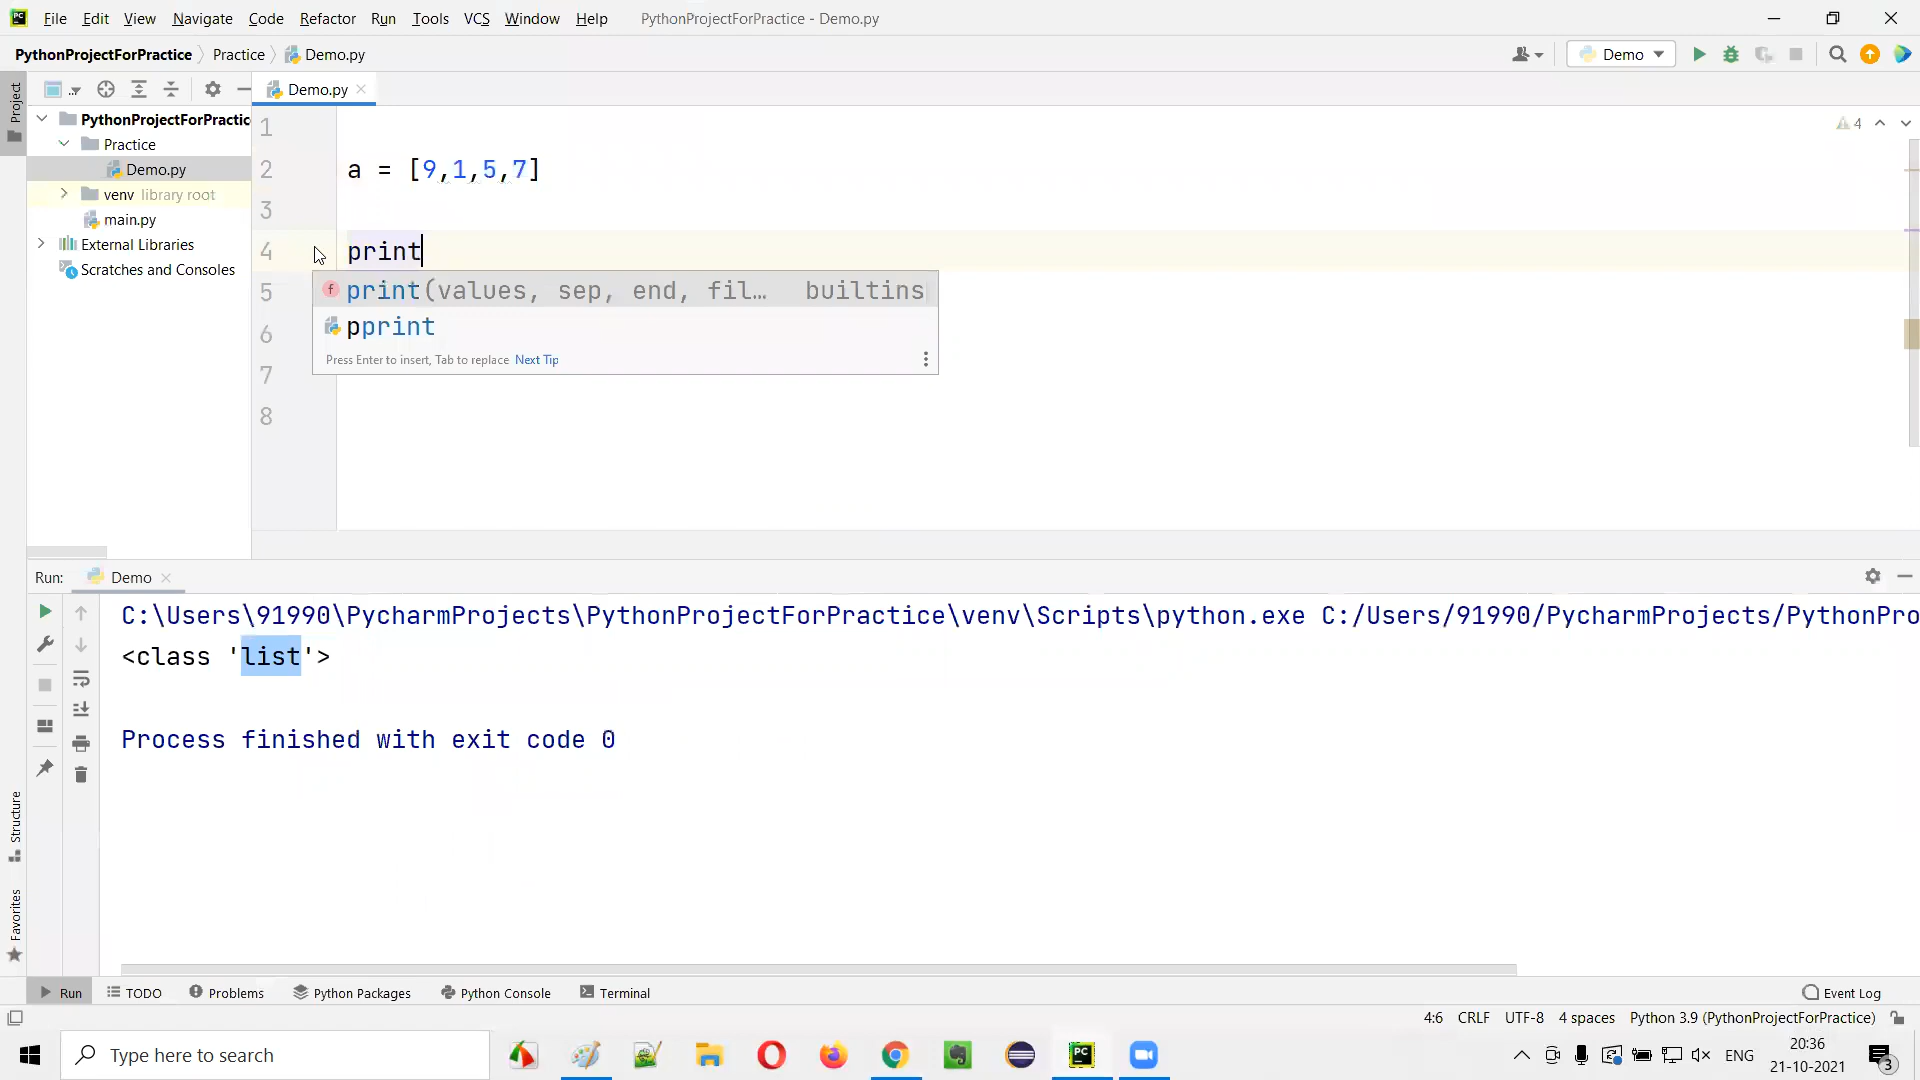 File Edit View Navigate Code Refactor Run Tools VCS Window Help PythonProjectForPractice - Demo.py
PythonProjectForPractice Practice Demo.py Demo
Demo.py
Project
PythonProjectForPractic
Practice
Demo.py
venv library root
main.py
External Libraries
Scratches and Consoles
1
2 a = [9,1,5,7]
3
4 print
5
6
7
8
4
print(values, sep, end, fil... builtins
pprint
Press Enter to insert, Tab to replace Next Tip
Run: Demo
C:\Users\91990\PycharmProjects\PythonProjectForPractice\venv\Scripts\python.exe C:/Users/91990/PycharmProjects/PythonPro
<class 'list'>
Process finished with exit code 0
Structure
Favorites
Run TODO Problems Python Packages Python Console Terminal Event Log
4:6 CRLF UTF-8 4 spaces Python 3.9 (PythonProjectForPractice)
Type here to search
ENG
20:36
21-10-2021
3